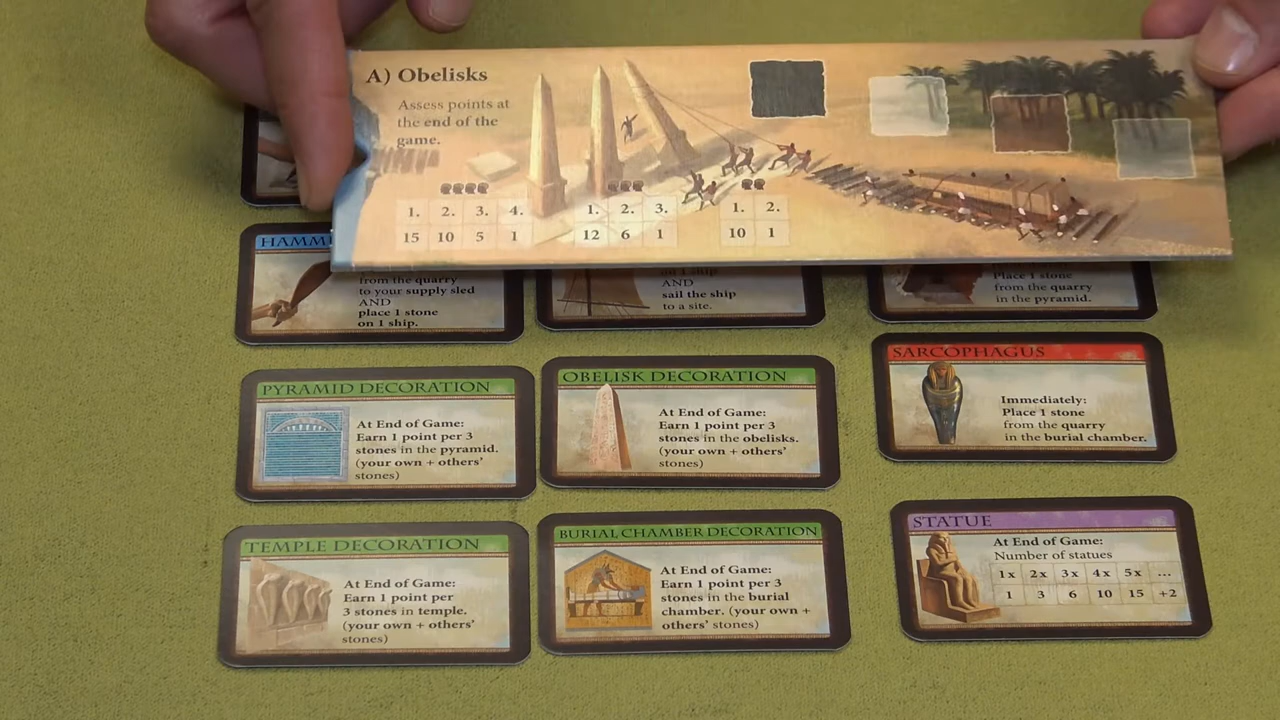 A) Obelisks
Assess points at
the end of the
game.
1. 2. 3. 4.
15 10 5 1
1. 2. 3.
12 6 1
1. 2.
10 1
HAMME
from the quarry
to your supply sled
AND
place 1 stone
on 1 ship.
on 1 ship
AND
sail the ship
to a site.
Place 1 stone
from the quarry
in the pyramid.
PYRAMID DECORATION
At End of Game:
Earn 1 point per 3
stones in the pyramid.
(your own + others'
stones)
OBELISK DECORATION
At End of Game:
Earn 1 point per 3
stones in the obelisks.
(your own + others'
stones)
SARCOPHAGUS
Immediately:
Place 1 stone
from the quarry
in the burial chamber.
TEMPLE DECORATION
At End of Game:
Earn 1 point per
3 stones in temple.
(your own + others'
stones)
BURIAL CHAMBER DECORATION
At End of Game:
Earn 1 point per 3
stones in the burial
chamber. (your own +
others' stones)
STATUE
At End of Game:
Number of statues
1x 2x 3x 4x 5x ...
1 3 6 10 15 +2